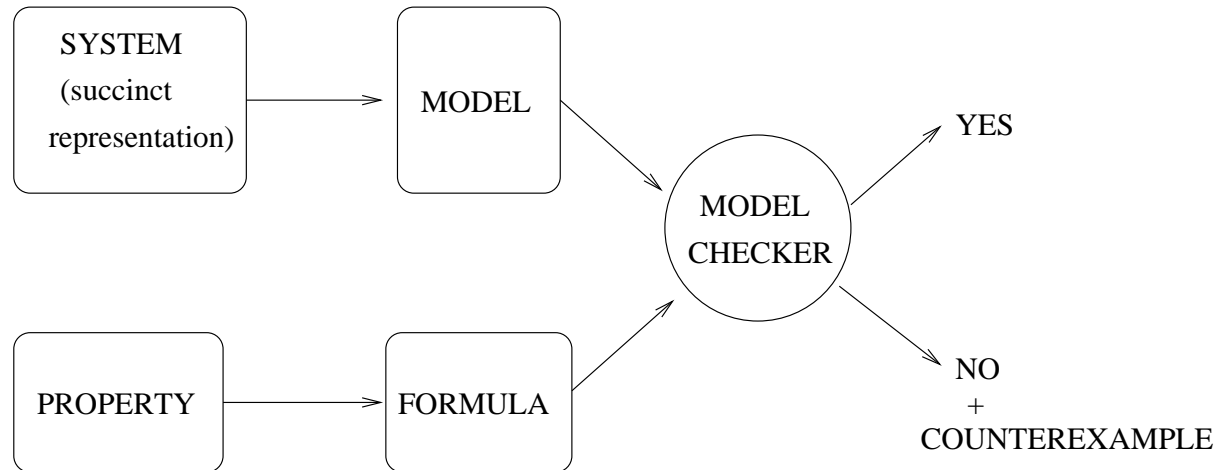 SYSTEM
(succinct
representation)
MODEL
YES
MODEL
CHECKER
PROPERTY
FORMULA
NO
+
COUNTEREXAMPLE